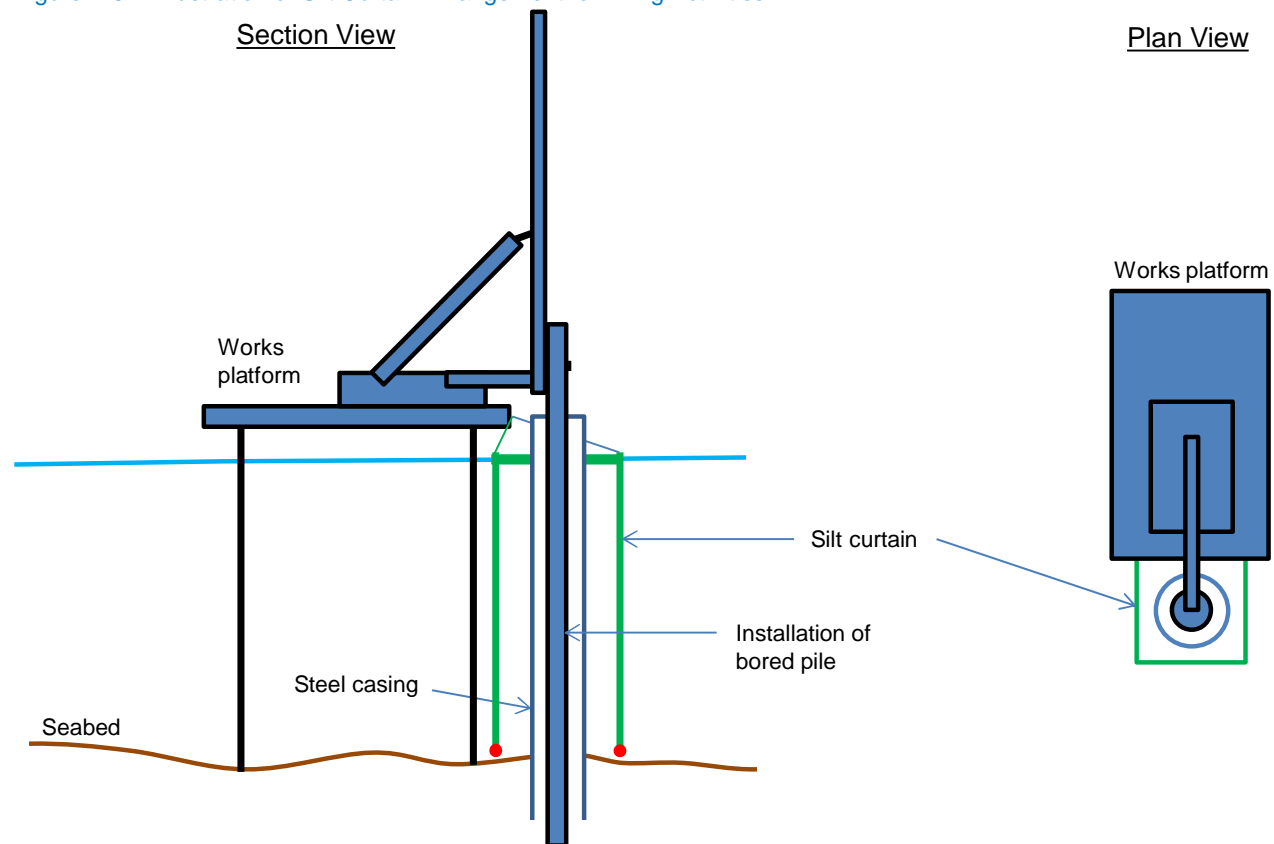 Section View
Plan View
Works platform
Works
platform
Silt curtain
Installation of
bored pile
Steel casing
Seabed